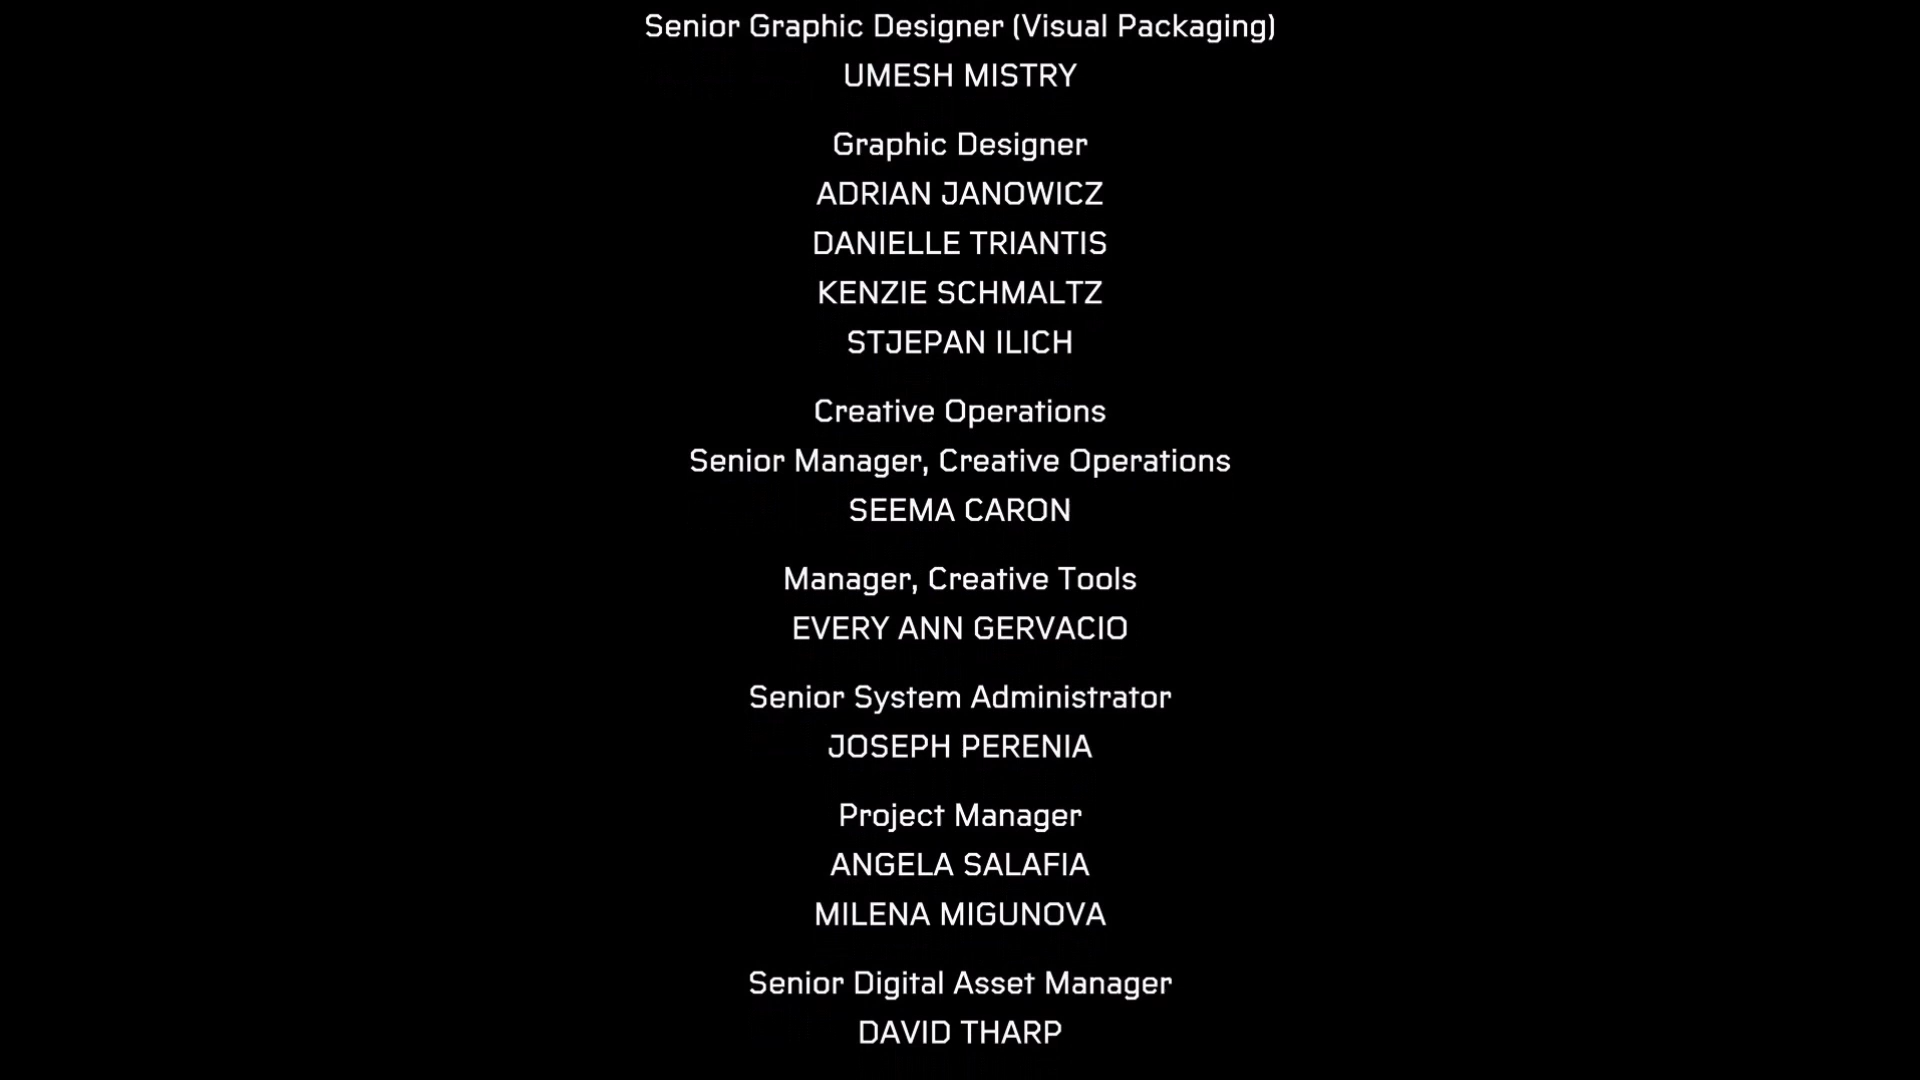 Senior Graphic Designer (Visual Packaging)
UMESH MISTRY
Graphic Designer
ADRIAN JANOWICZ
DANIELLE TRIANTIS
KENZIE SCHMALTZ
STJEPAN ILICH
Creative Operations
Senior Manager, Creative Operations
SEEMA CARON
Manager, Creative Tools
EVERY ANN GERVACIO
Senior System Administrator
JOSEPH PERENIA
Project Manager
ANGELA SALAFIA
MILENA MIGUNOVA
Senior Digital Asset Manager
DAVID THARP